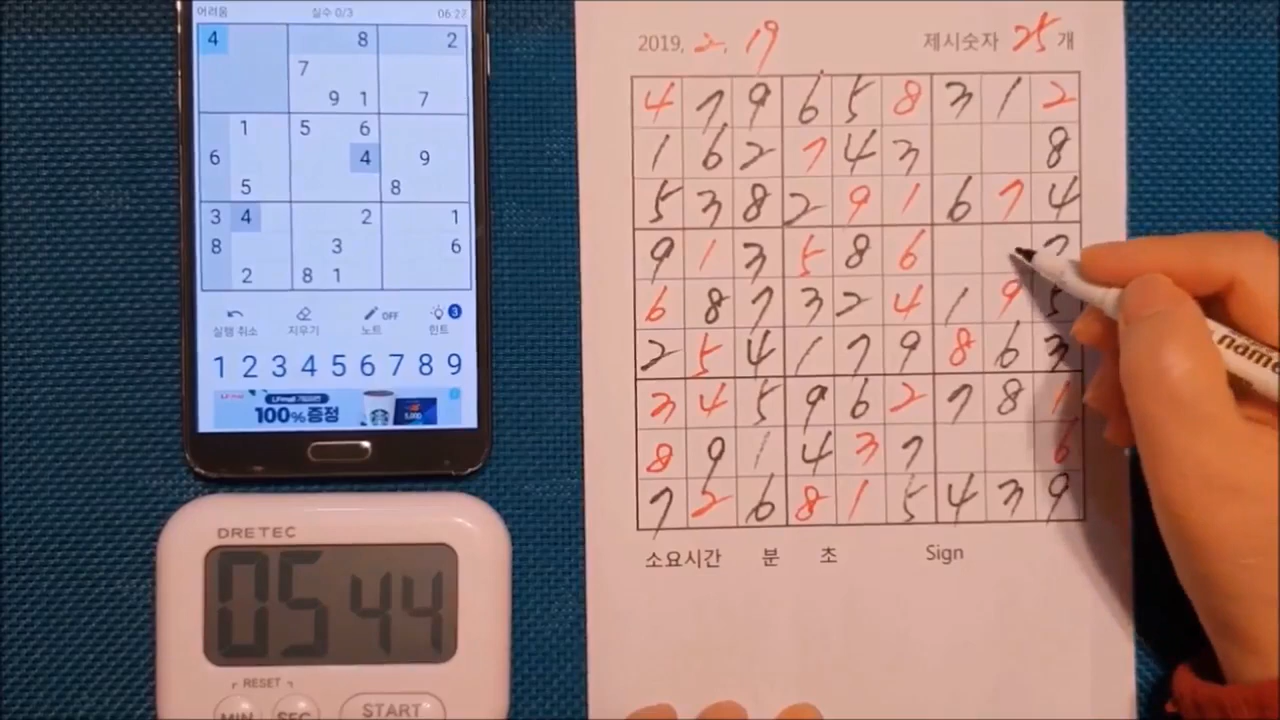 어려움 실수 0/3 06:27
4 8 2
7
9 1 7
1 5 6
6 4 9
5 8
3 4 2 1
8 3 6
2 8 1
실행 취소 지우기 노트 OFF 힌트 3
1 2 3 4 5 6 7 8 9
100% 증정
DRETEC
05 44
RESET
MIN SEC START
2019, 2, 19 제시숫자 25 개
4 7 9 6 5 8 3 1 2
1 6 2 7 4 3 8
5 3 8 2 9 1 6 7 4
9 1 3 5 8 6 7
6 8 7 3 2 4 1 9 5
2 5 4 1 7 9 8 6 3
3 4 5 9 6 2 7 8 1
8 9 1 4 3 7 6
7 2 6 8 1 5 4 3 9
소요시간 분 초 Sign
name